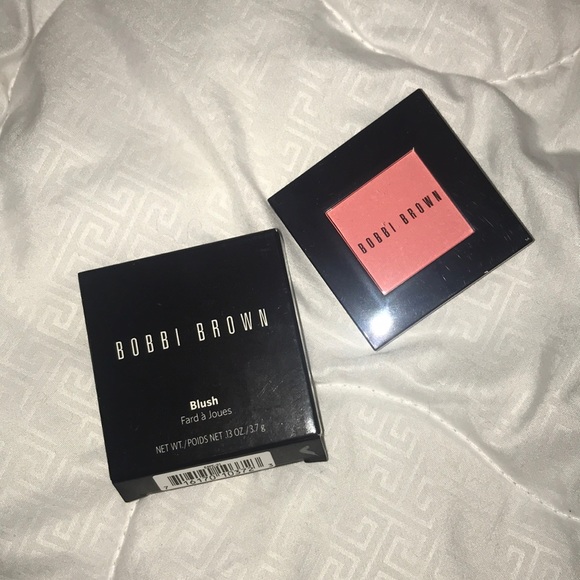 BOBBI BROWN
BOBBI BROWN
Blush
Fard à Joues
NET WT./POIDS NET .13 OZ./3.7 g